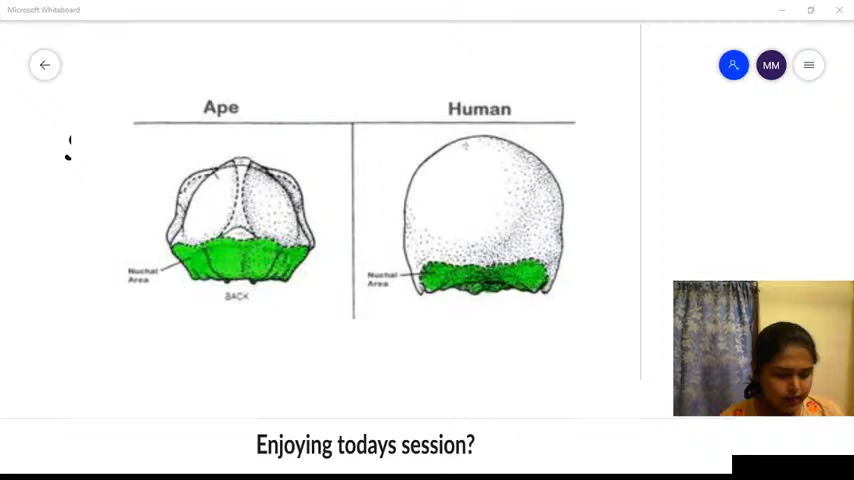 Microsoft Whiteboard
MM
Ape
Human
Nuchal
Area
BACK
Nuchal
Area
Enjoying todays session?